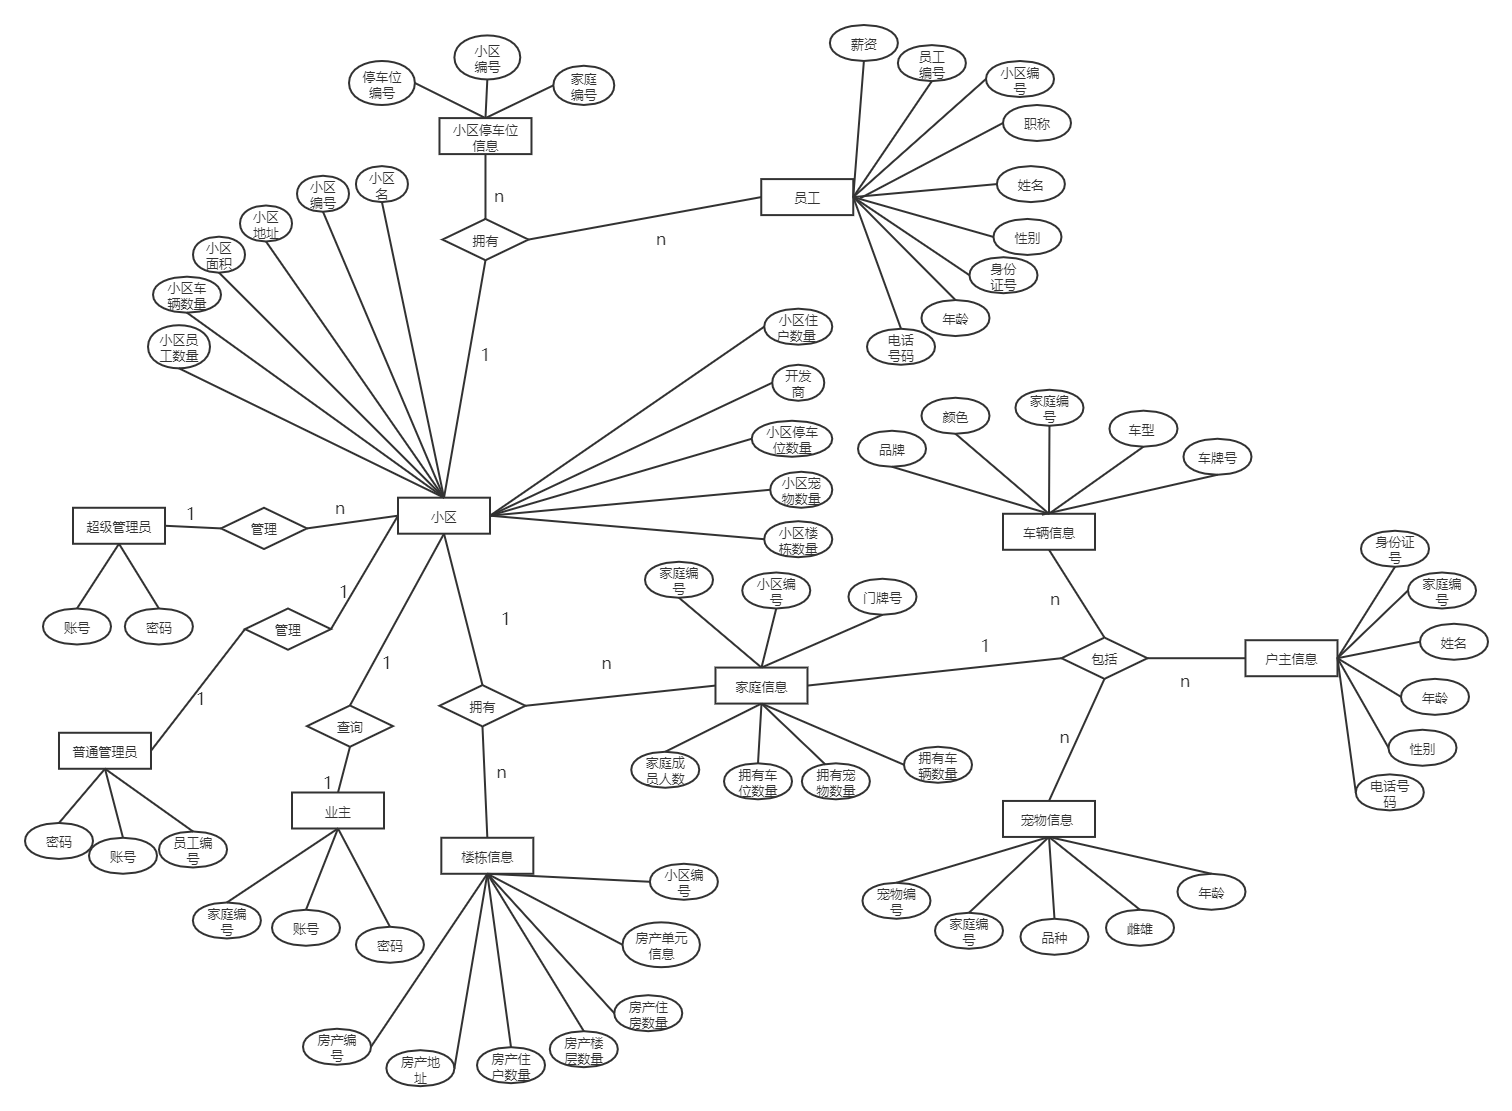 薪资
小区
编号
员工
编号
停车位
编号
家庭
编号
小区编
号
职称
小区停车位
信息
小区
名
小区
编号
n
员工
姓名
小区
地址
拥有
n
性别
小区
面积
身份
证号
小区车
辆数量
年龄
小区员
工数量
1
小区住
户数量
电话
号码
开发
商
家庭编
号
颜色
车型
小区停车
位数量
品牌
车牌号
小区宠
物数量
1
n
小区
超级管理员
管理
车辆信息
小区楼
栋数量
身份证
号
1
家庭编
号
小区编
号
门牌号
n
家庭编
号
账号
密码
管理
1
姓名
1
n
1
包括
户主信息
n
1
拥有
家庭信息
年龄
查询
n
普通管理员
性别
n
1
家庭成
员人数
拥有车
位数量
拥有宠
物数量
拥有车
辆数量
电话号
码
业主
宠物信息
密码
账号
员工编
号
楼栋信息
小区编
号
宠物编
号
年龄
家庭编
号
账号
密码
家庭编
号
品种
雌雄
房产单元
信息
房产住
房数量
房产编
号
房产地
址
房产住
户数量
房产楼
层数量